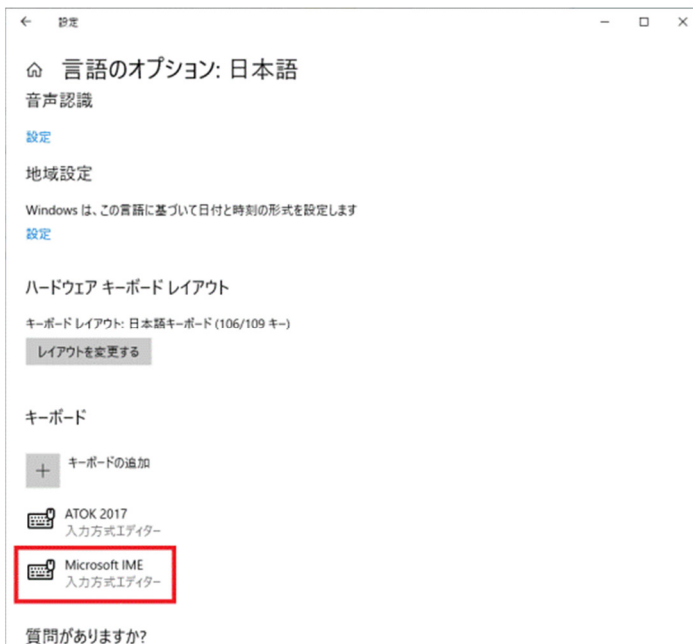 設定
言語のオプション: 日本語
音声認識
設定
地域設定
Windows は、この言語に基づいて日付と時刻の形式を設定します
設定
ハードウェア キーボード レイアウト
キーボード レイアウト: 日本語キーボード (106/109 キー)
レイアウトを変更する
キーボード
キーボードの追加
ATOK 2017
入力方式エディター
Microsoft IME
入力方式エディター
質問がありますか?